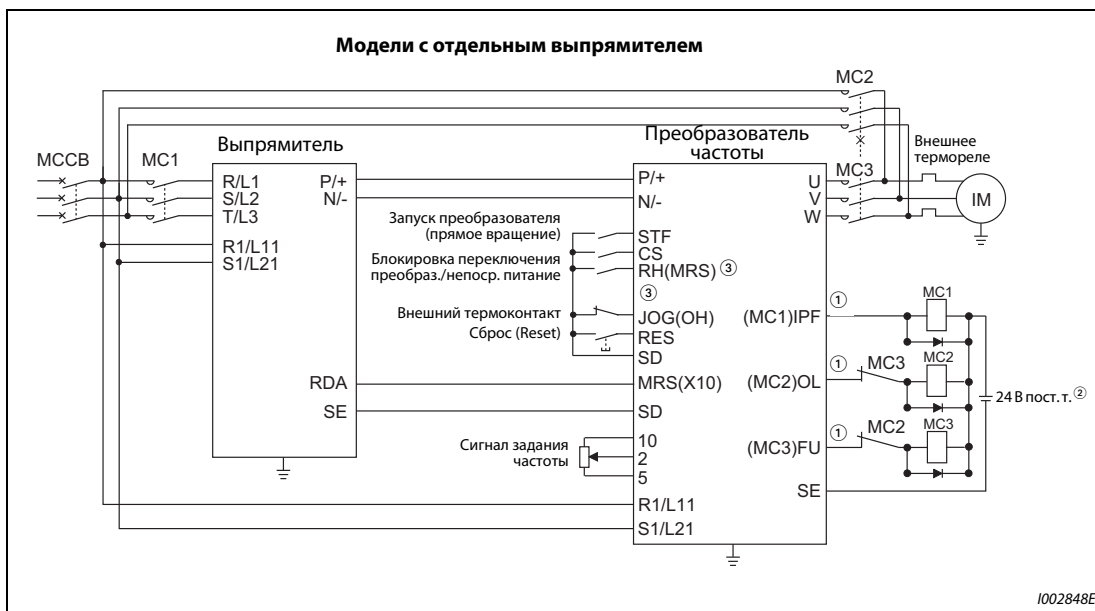 Модели с отдельным выпрямителем
MC2
Выпрямитель
Преобразователь
частоты
Внешнее
термореле
MCCB
MC1
R/L1
S/L2
T/L3
R1/L11
S1/L21
P/+
N/-
RDA
SE
P/+
N/-
U
V
W
MC3
IM
Запуск преобразователя
(прямое вращение)
STF
CS
Блокировка переключения
преобраз./непоср. питание
RH(MRS) ③
③
Внешний термоконтакт
JOG(OH)
Сброс (Reset)
RES
SD
MRS(X10)
SD
Сигнал задания
частоты
10
2
5
R1/L11
S1/L21
(MC1)IPF
①
MC1
(MC2)OL
①
MC3
MC2
24 В пост. т. ②
(MC3)FU
①
MC2
MC3
SE
I002848E